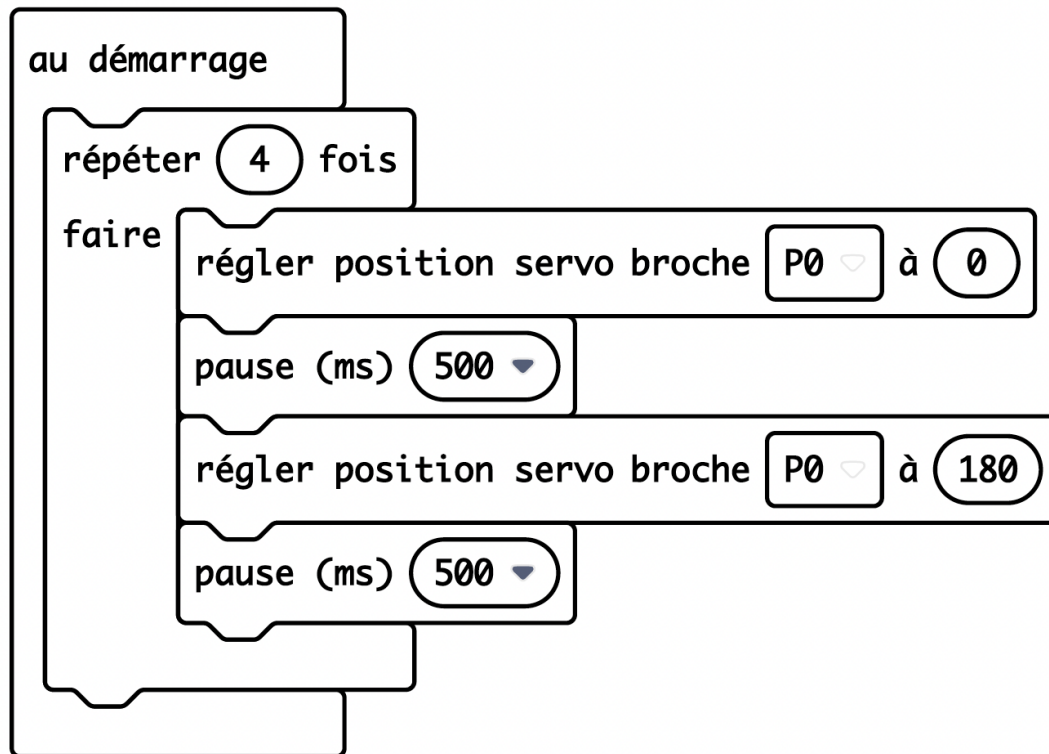 au démarrage
répéter 4 fois
faire
régler position servo broche P0 à 0
pause (ms) 500
régler position servo broche P0 à 180
pause (ms) 500